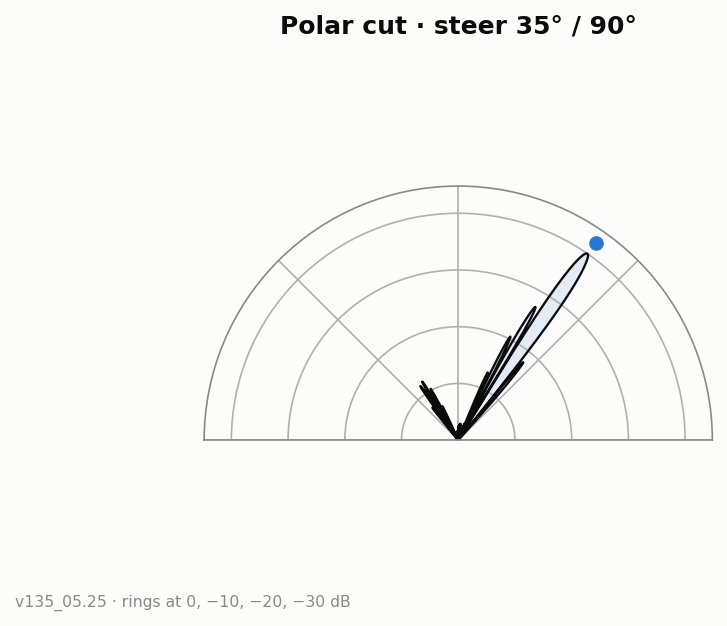 Polar cut · steer 35° / 90°
v135_05.25 · rings at 0, −10, −20, −30 dB